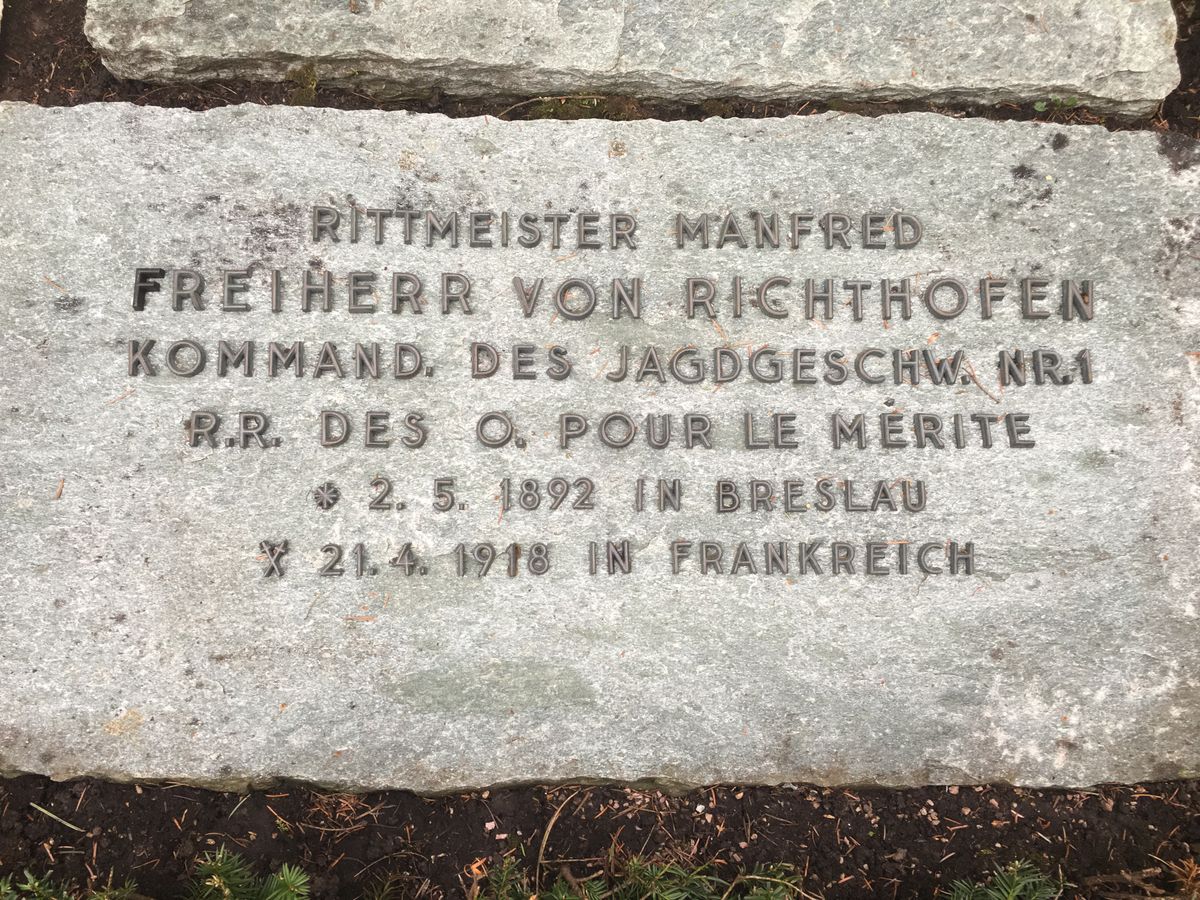 RITTMEISTER MANFRED
FREIHERR VON RICHTHOFEN
KOMMAND. DES JAGDGESCHW. NR.1
R.R. DES O. POUR LE MÉRITE
* 2. 5. 1892 IN BRESLAU
X 21. 4. 1918 IN FRANKREICH